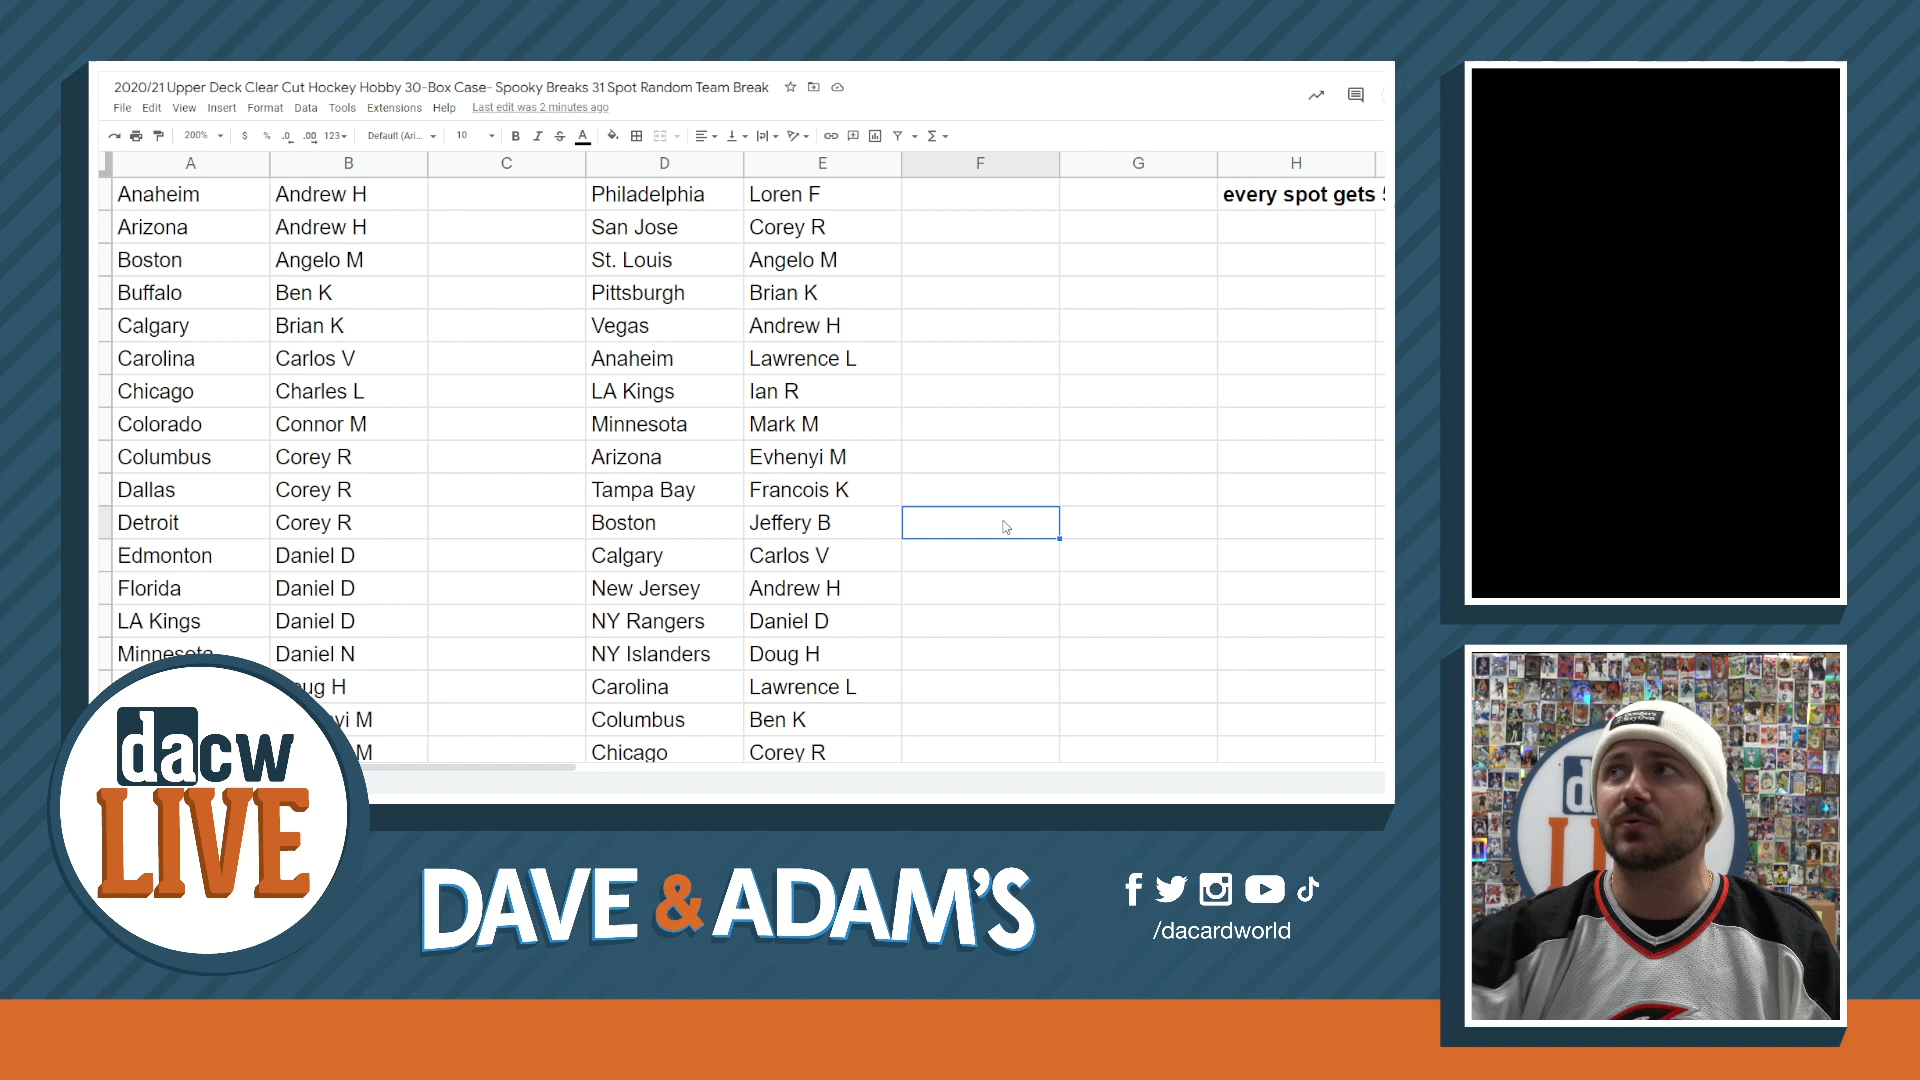 2020/21 Upper Deck Clear Cut Hockey Hobby 30-Box Case- Spooky Breaks 31 Spot Random Team Break
File Edit View Insert Format Data Tools Extensions Help Last edit was 2 minutes ago
200% $ % .0 .00 123 Default (Ari... 10 B I S A
A B C D E F G H
Anaheim Andrew H Philadelphia Loren F every spot gets
Arizona Andrew H San Jose Corey R
Boston Angelo M St. Louis Angelo M
Buffalo Ben K Pittsburgh Brian K
Calgary Brian K Vegas Andrew H
Carolina Carlos V Anaheim Lawrence L
Chicago Charles L LA Kings Ian R
Colorado Connor M Minnesota Mark M
Columbus Corey R Arizona Evhenyi M
Dallas Corey R Tampa Bay Francois K
Detroit Corey R Boston Jeffery B
Edmonton Daniel D Calgary Carlos V
Florida Daniel D New Jersey Andrew H
LA Kings Daniel D NY Rangers Daniel D
Minnesota Daniel N NY Islanders Doug H
ug H Carolina Lawrence L
yi M Columbus Ben K
M Chicago Corey R
dacw
LIVE
DAVE & ADAM'S
/dacardworld